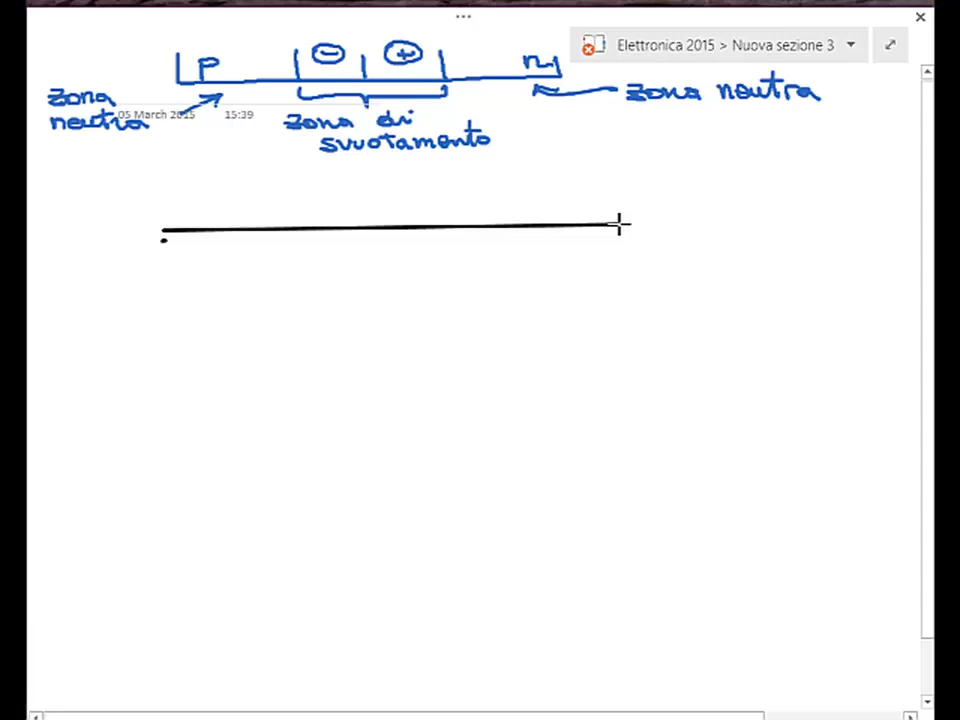 Elettronica 2015 > Nuova sezione 3
p − + n
zona neutra
zona neutra
zona di svuotamento
05 March 2015 15:39